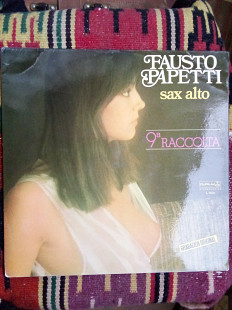 FAUSTO
PAPETTI
sax alto
9ª RACCOLTA